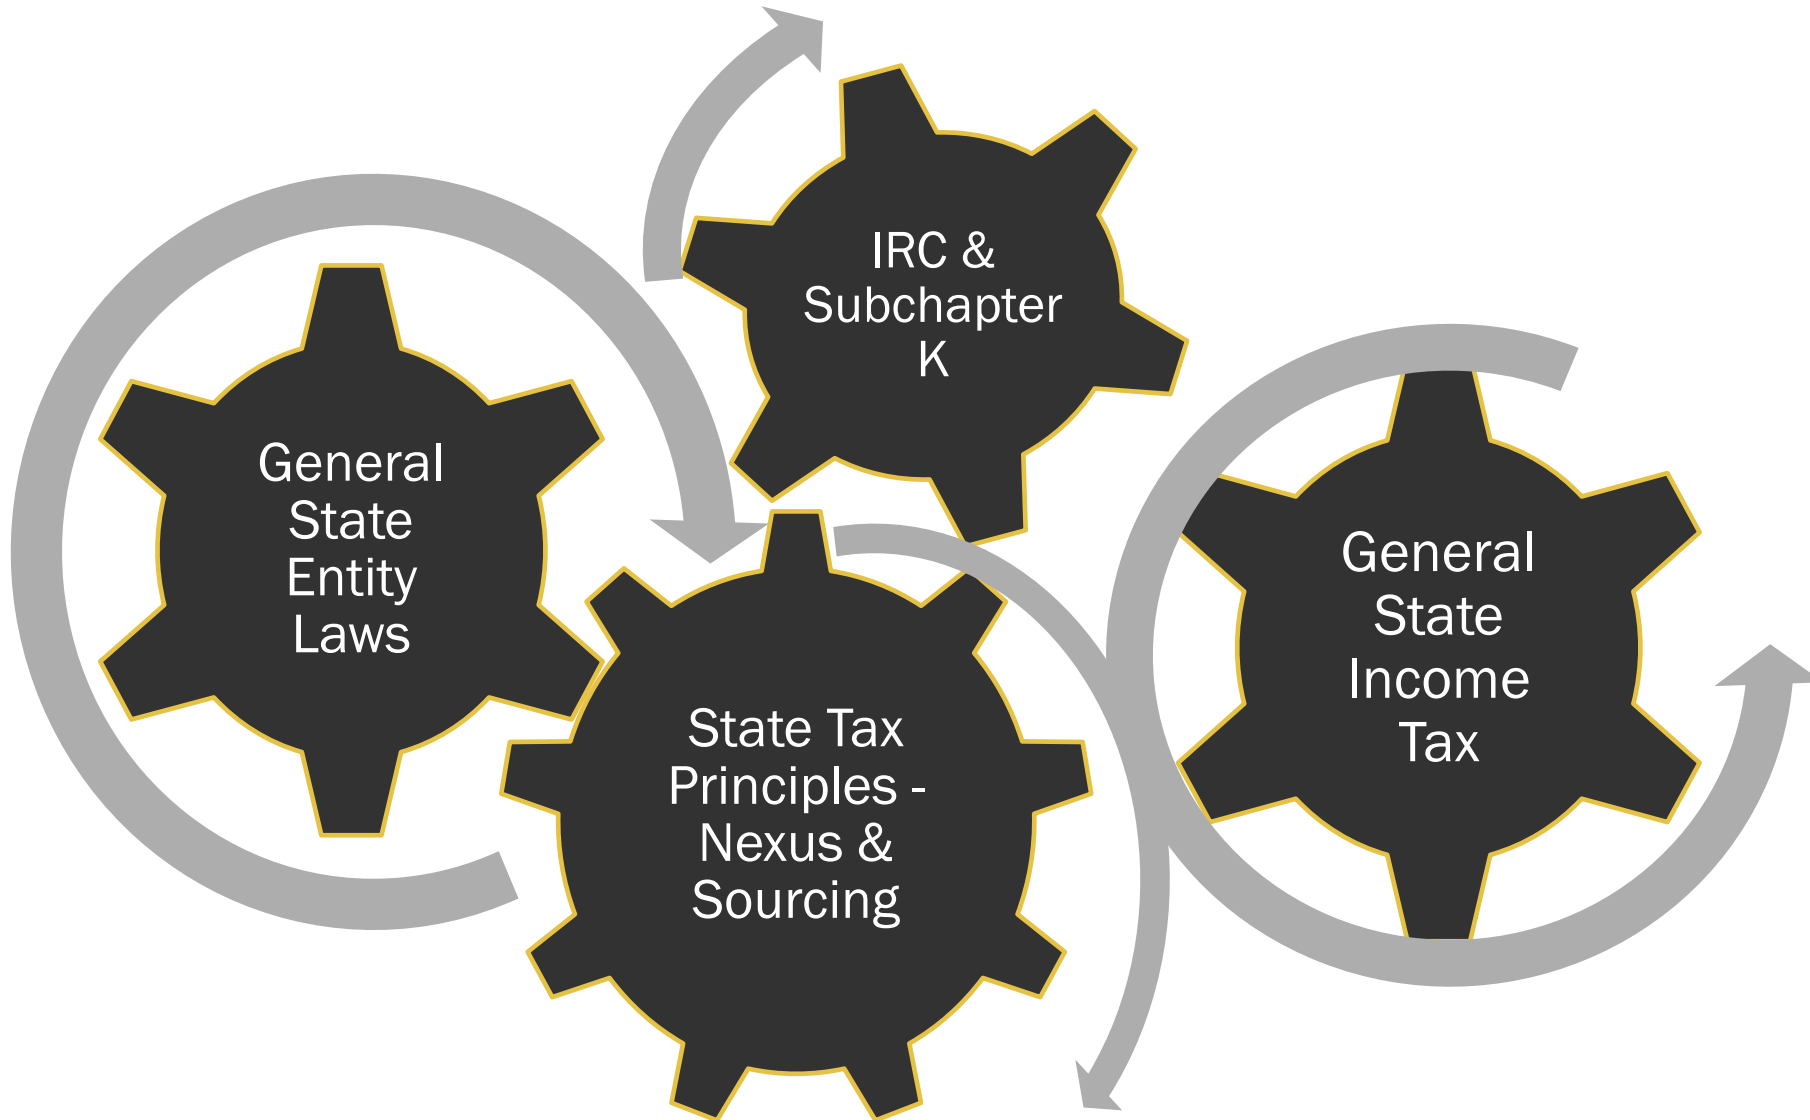 IRC &
Subchapter
K
General
State
Entity
Laws
General
State
Income
Tax
State Tax
Principles -
Nexus &
Sourcing